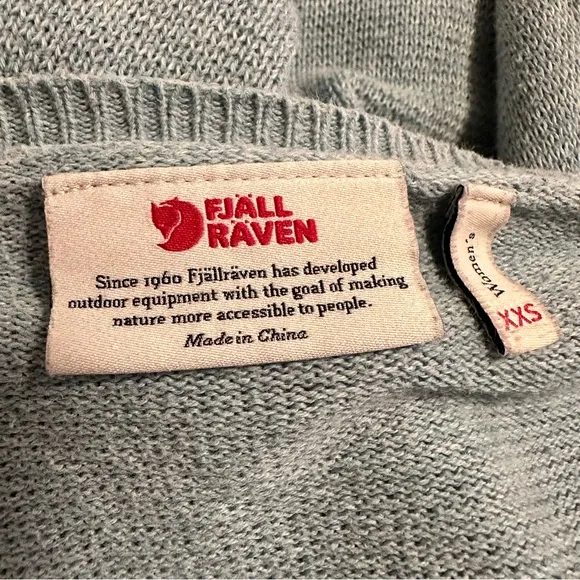 FJÄLL
RÄVEN
Since 1960 Fjällräven has developed
outdoor equipment with the goal of making
nature more accessible to people.
Made in China
Women's
XXS